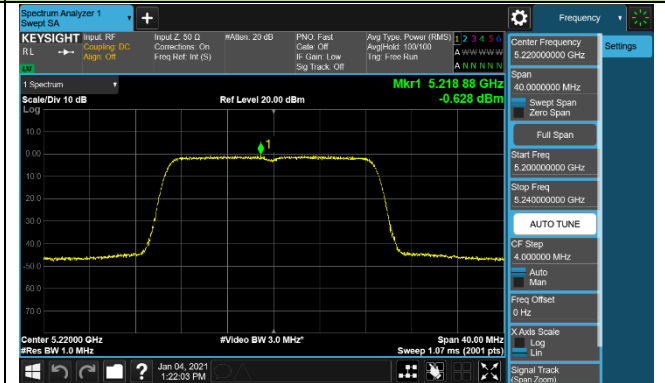 Spectrum Analyzer 1
Swept SA
+
Frequency
KEYSIGHT
RL
Input: RF
Coupling: DC
Align: Off
Input Z: 50 Ω
Corrections: On
Freq Ref: Int (S)
#Atten: 20 dB
PNO: Fast
Gate: Off
IF Gain: Low
Sig Track: Off
Avg Type: Power (RMS)
Avg|Hold: 100/100
Trig: Free Run
1 2 3 4 5 6
A W W W W W
A N N N N N
LV
1 Spectrum
Scale/Div 10 dB
Ref Level 20.00 dBm
Mkr1 5.218 88 GHz
-0.628 dBm
Log
10.0
0.00
1
10.0
20.0
30.0
40.0
-50.0
60.0
70.0
Center 5.22000 GHz
#Video BW 3.0 MHz*
Span 40.00 MHz
#Res BW 1.0 MHz
Sweep 1.07 ms (2001 pts)
?
Jan 04, 2021
1:22:03 PM
Center Frequency
5.220000000 GHz
Settings
Span
40.0000000 MHz
Swept Span
Zero Span
Full Span
Start Freq
5.200000000 GHz
Stop Freq
5.240000000 GHz
AUTO TUNE
CF Step
4.000000 MHz
Auto
Man
Freq Offset
0 Hz
X Axis Scale
Log
Lin
Signal Track
(Span Zoom)